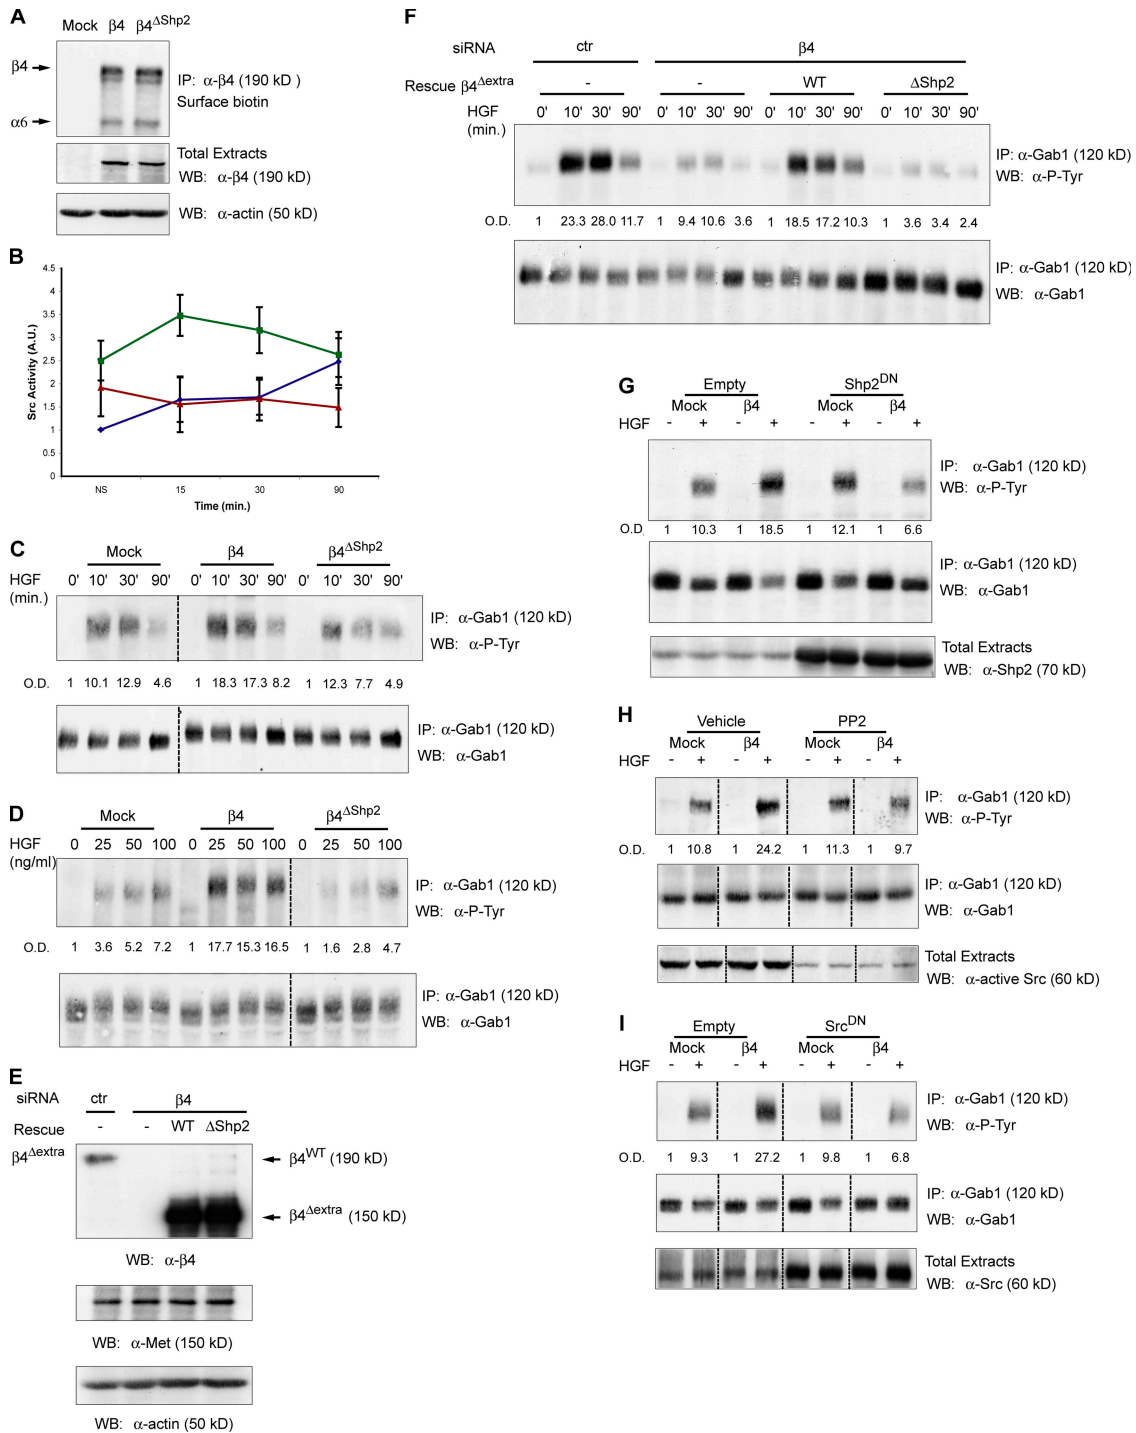 A
Mock β4 β4ΔShp2
β4
α6
IP: α-β4 (190 kD )
Surface biotin
Total Extracts
WB: α-β4 (190 kD)
WB: α-actin (50 kD)
B
Src Activity (A.U.)
4.5
4
3.5
3
2.5
2
1.5
1
0.5
0
NS 15 30 90
Time (min.)
C
Mock β4 β4ΔShp2
HGF (min.)
0' 10' 30' 90' 0' 10' 30' 90' 0' 10' 30' 90'
IP: α-Gab1 (120 kD)
WB: α-P-Tyr
O.D. 1 10.1 12.9 4.6 1 18.3 17.3 8.2 1 12.3 7.7 4.9
IP: α-Gab1 (120 kD)
WB: α-Gab1
D
Mock β4 β4ΔShp2
HGF (ng/ml)
0 25 50 100 0 25 50 100 0 25 50 100
IP: α-Gab1 (120 kD)
WB: α-P-Tyr
O.D. 1 3.6 5.2 7.2 1 17.7 15.3 16.5 1 1.6 2.8 4.7
IP: α-Gab1 (120 kD)
WB: α-Gab1
E
siRNA ctr β4
Rescue β4Δextra - - WT ΔShp2
β4WT (190 kD)
β4Δextra (150 kD)
WB: α-β4
WB: α-Met (150 kD)
WB: α-actin (50 kD)
F
siRNA ctr β4
Rescue β4Δextra - - WT ΔShp2
HGF (min.)
0' 10' 30' 90' 0' 10' 30' 90' 0' 10' 30' 90' 0' 10' 30' 90'
IP: α-Gab1 (120 kD)
WB: α-P-Tyr
O.D. 1 23.3 28.0 11.7 1 9.4 10.6 3.6 1 18.5 17.2 10.3 1 3.6 3.4 2.4
IP: α-Gab1 (120 kD)
WB: α-Gab1
G
Empty Shp2DN
Mock β4 Mock β4
HGF - + - + - + - +
IP: α-Gab1 (120 kD)
WB: α-P-Tyr
O.D. 1 10.3 1 18.5 1 12.1 1 6.6
IP: α-Gab1 (120 kD)
WB: α-Gab1
Total Extracts
WB: α-Shp2 (70 kD)
H
Vehicle PP2
Mock β4 Mock β4
HGF - + - + - + - +
IP: α-Gab1 (120 kD)
WB: α-P-Tyr
O.D. 1 10.8 1 24.2 1 11.3 1 9.7
IP: α-Gab1 (120 kD)
WB: α-Gab1
Total Extracts
WB: α-active Src (60 kD)
I
Empty SrcDN
Mock β4 Mock β4
HGF - + - + - + - +
IP: α-Gab1 (120 kD)
WB: α-P-Tyr
O.D. 1 9.3 1 27.2 1 9.8 1 6.8
IP: α-Gab1 (120 kD)
WB: α-Gab1
Total Extracts
WB: α-Src (60 kD)